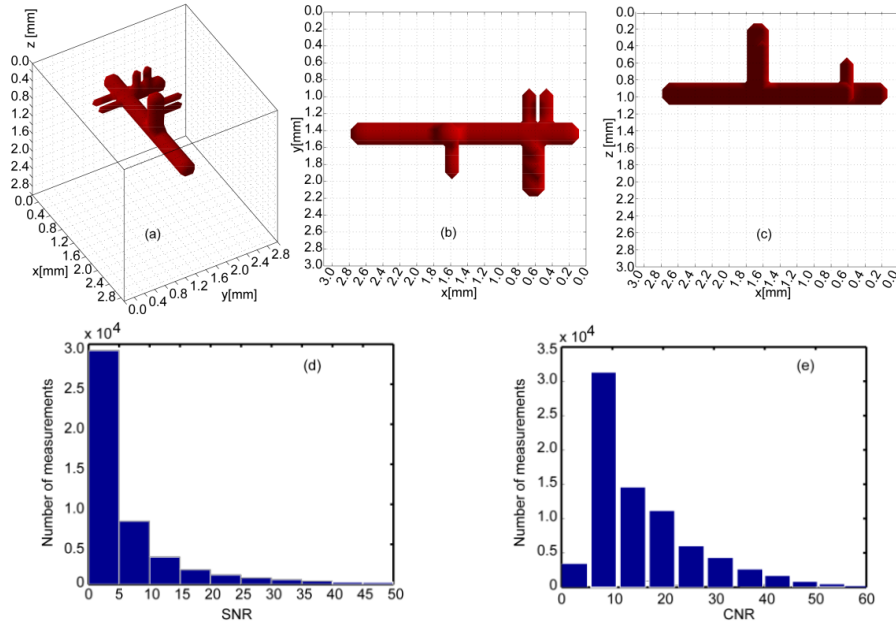 z [mm]
0.0
0.4
0.8
1.2
1.6
2.0
2.4
2.8
0.0
0.4
0.8
1.2
1.6
2.0
2.4
2.8
x[mm]
0.0 0.4 0.8 1.2 1.6 2.0 2.4 2.8
y[mm]
(a)
0.0
0.2
0.4
0.6
0.8
1.0
1.2
1.4
1.6
1.8
2.0
2.2
2.4
2.6
2.8
3.0
y[mm]
(b)
3.0 2.8 2.6 2.4 2.2 2.0 1.8 1.6 1.4 1.2 1.0 0.8 0.6 0.4 0.2 0.0
x[mm]
0.0
0.2
0.4
0.6
0.8
1.0
1.2
1.4
1.6
1.8
2.0
2.2
2.4
2.6
2.8
3.0
z[mm]
(c)
3.0 2.8 2.6 2.4 2.2 2.0 1.8 1.6 1.4 1.2 1.0 0.8 0.6 0.4 0.2 0.0
x[mm]
x 10⁴
3.0
2.5
2.0
1.5
1.0
0.5
0
Number of measurements
(d)
0 5 10 15 20 25 30 35 40 45 50
SNR
x 10⁴
3.5
3.0
2.5
2.0
1.5
1.0
0.5
0
Number of measurements
(e)
0 10 20 30 40 50 60
CNR